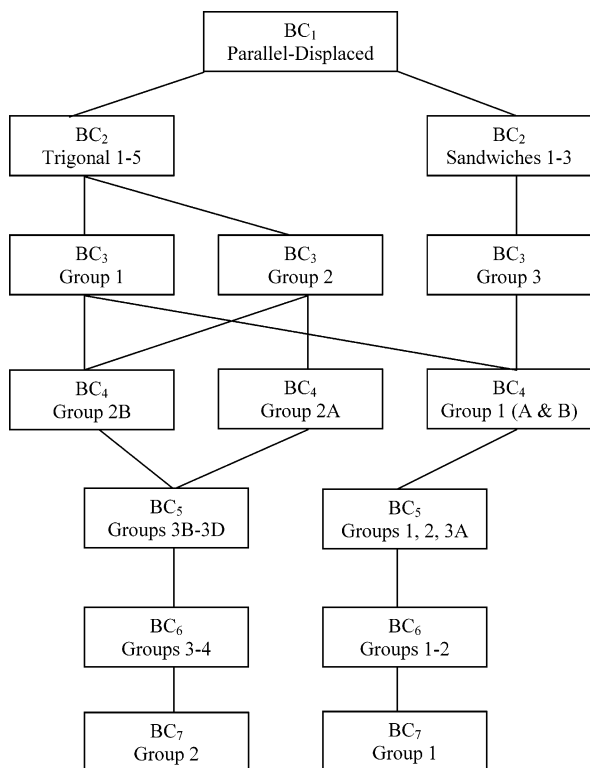 BC₁
Parallel-Displaced
BC₂
Trigonal 1-5
BC₂
Sandwiches 1-3
BC₃
Group 1
BC₃
Group 2
BC₃
Group 3
BC₄
Group 2B
BC₄
Group 2A
BC₄
Group 1 (A & B)
BC₅
Groups 3B-3D
BC₅
Groups 1, 2, 3A
BC₆
Groups 3-4
BC₆
Groups 1-2
BC₇
Group 2
BC₇
Group 1